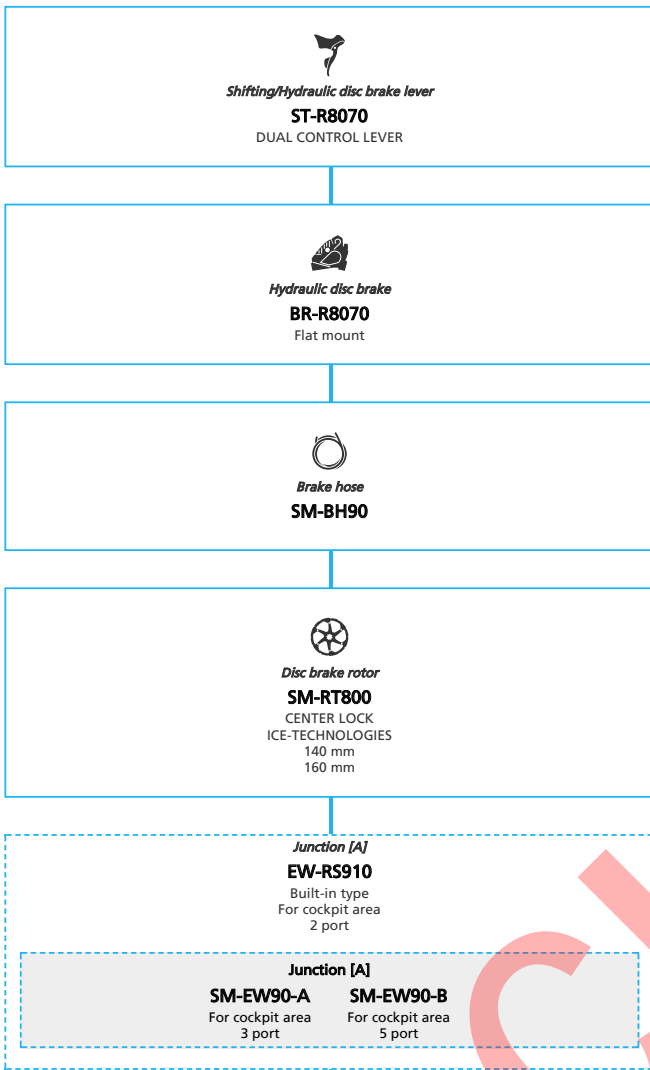 Shifting/Hydraulic disc brake lever
ST-R8070
DUAL CONTROL LEVER
Hydraulic disc brake
BR-R8070
Flat mount
Brake hose
SM-BH90
Disc brake rotor
SM-RT800
CENTER LOCK
ICE-TECHNOLOGIES
140 mm
160 mm
Junction [A]
EW-RS910
Built-in type
For cockpit area
2 port
Junction [A]
SM-EW90-A SM-EW90-B
For cockpit area For cockpit area
3 port 5 port